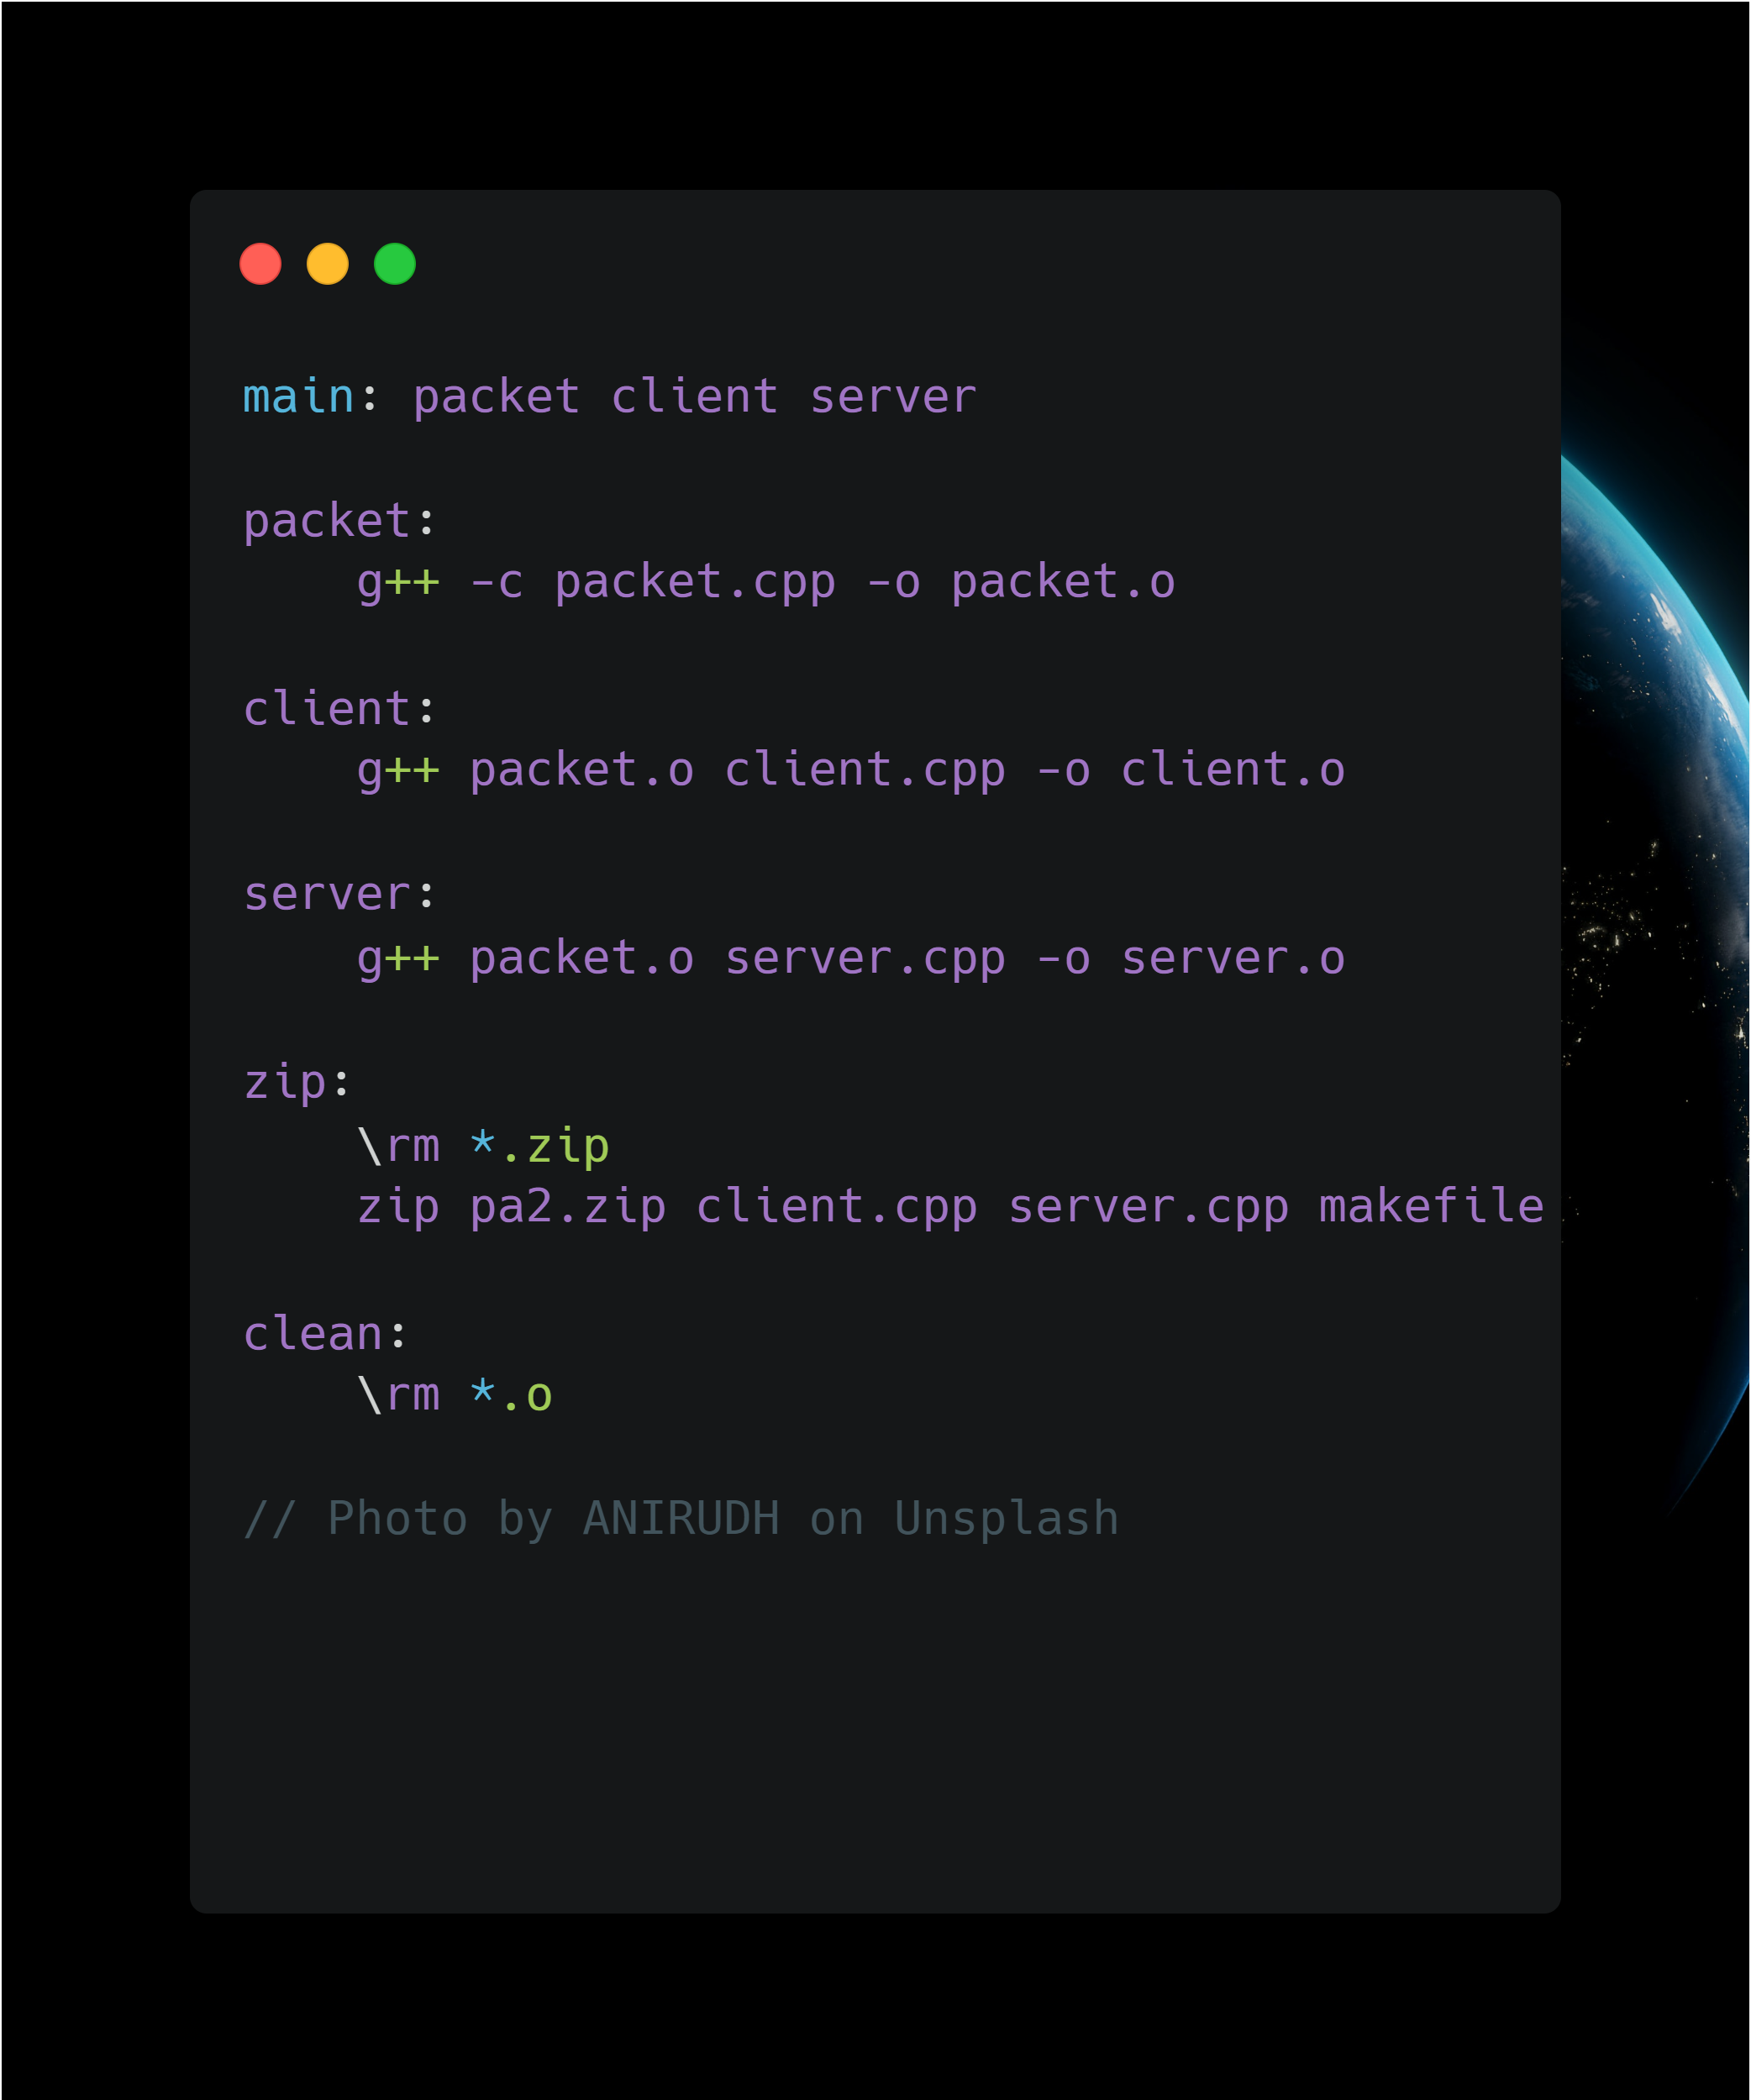 main: packet client server
packet:
g++ -c packet.cpp -o packet.o
client:
g++ packet.o client.cpp -o client.o
server:
g++ packet.o server.cpp -o server.o
zip:
\rm *.zip
zip pa2.zip client.cpp server.cpp makefile
clean:
\rm *.o
// Photo by ANIRUDH on Unsplash